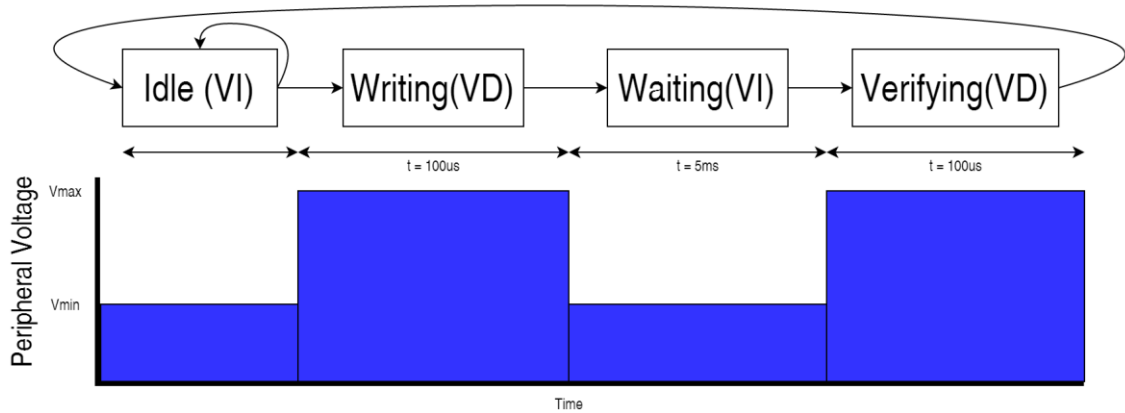 Idle (VI)
Writing(VD)
Waiting(VI)
Verifying(VD)
t = 100us
t = 5ms
t = 100us
Vmax
Vmin
Peripheral Voltage
Time